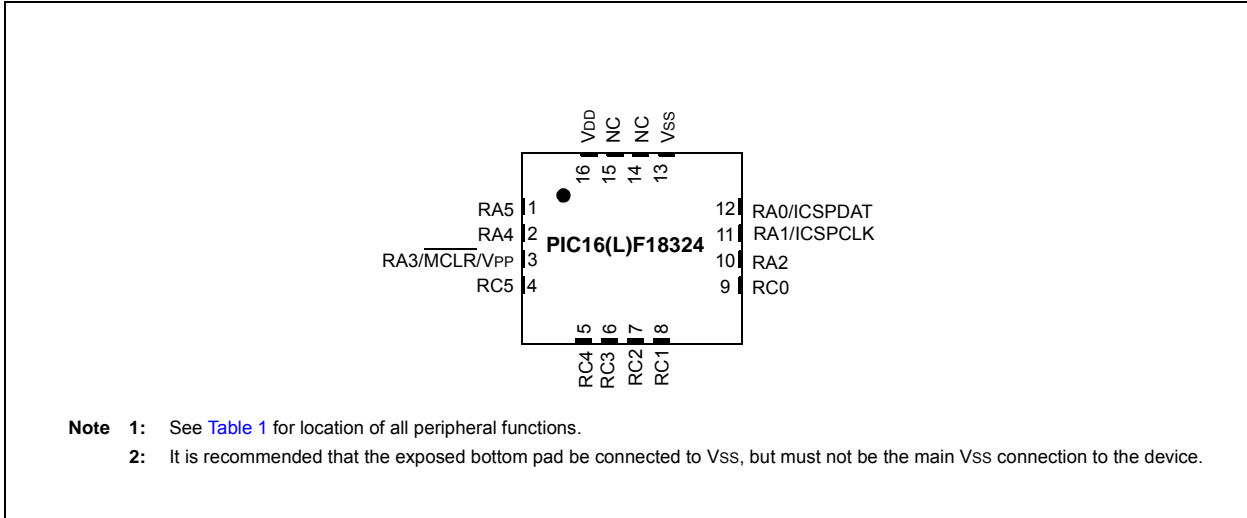 VDD
NC
NC
VSS
16
15
14
13
RA5 1
RA4 2
RA3/MCLR/VPP 3
RC5 4
PIC16(L)F18324
12 RA0/ICSPDAT
11 RA1/ICSPCLK
10 RA2
9 RC0
5
6
7
8
RC4
RC3
RC2
RC1
Note 1: See Table 1 for location of all peripheral functions.
2: It is recommended that the exposed bottom pad be connected to VSS, but must not be the main VSS connection to the device.